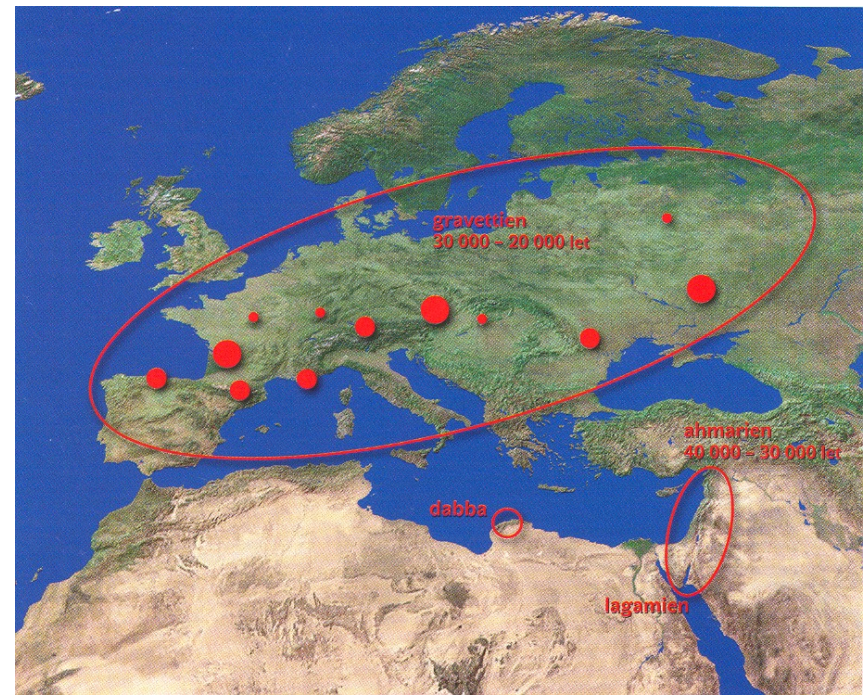 gravettien
30 000 – 20 000 let
ahmarien
40 000 – 30 000 let
dabba
lagamien